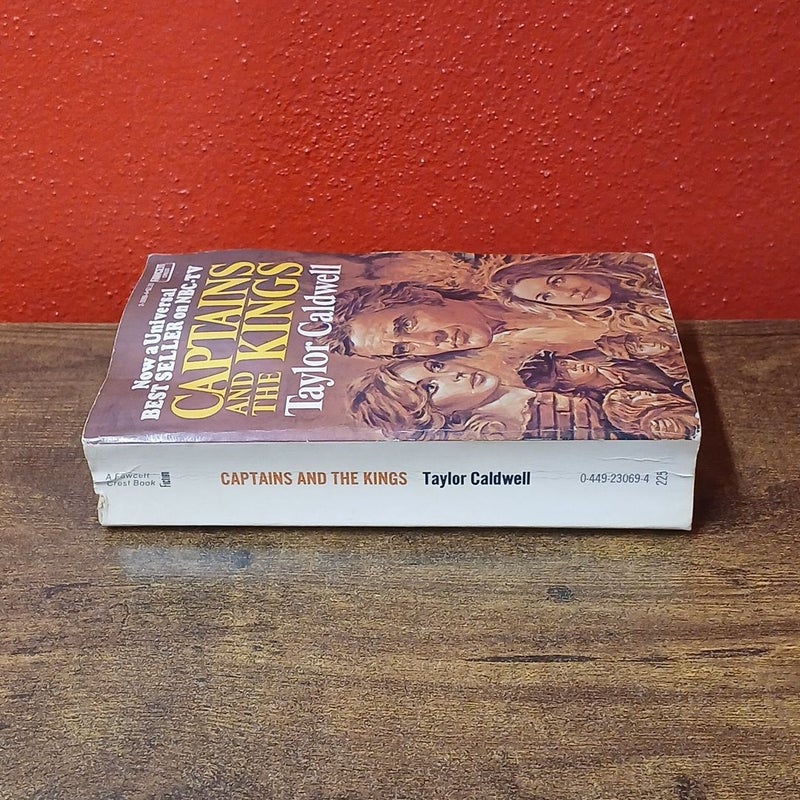 Now a Universal
BEST SELLER on NBC-TV
CAPTAINS
AND
THE KINGS
Taylor Caldwell
A Fawcett
Crest Book
Fiction
CAPTAINS AND THE KINGS Taylor Caldwell
0-449-23069-4
225